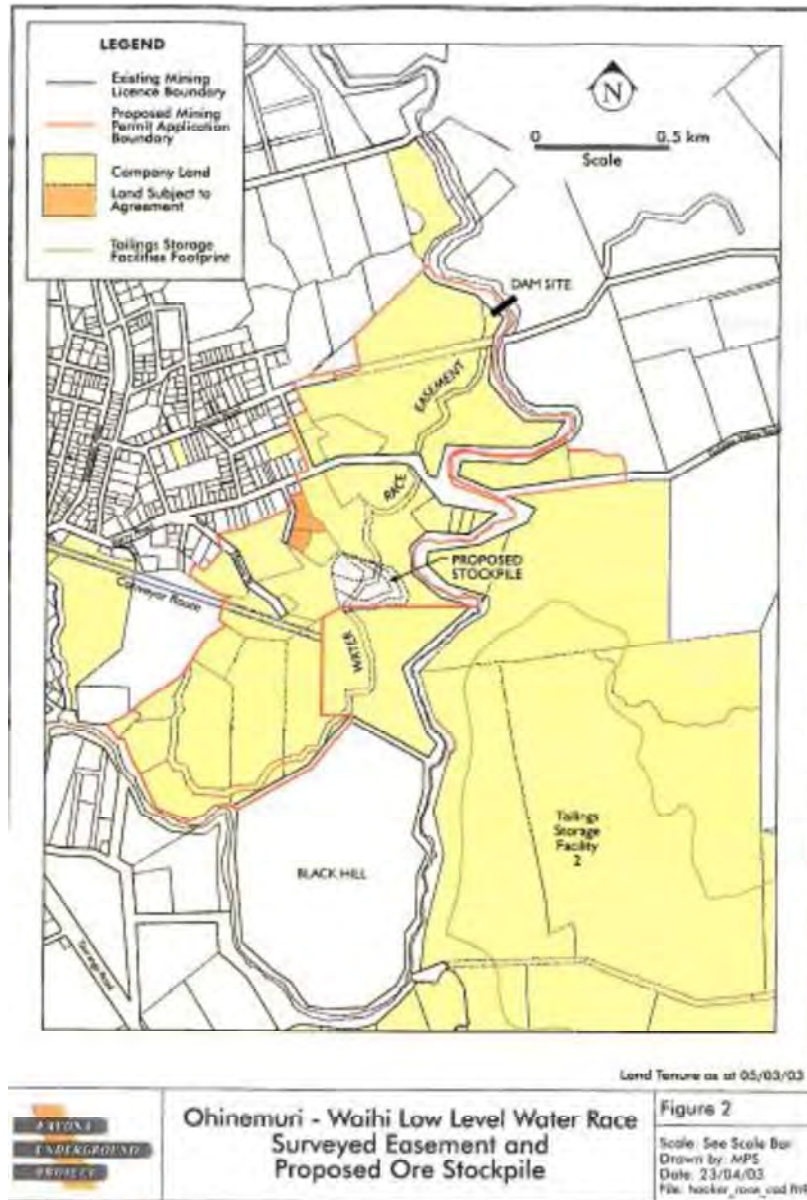 LEGEND
Existing Mining
Licence Boundary
Proposed Mining
Permit Application
Boundary
Company Land
Land Subject to
Agreement
Tailings Storage
Facilities Footprint
N
0 0.5 km
Scale
DAM SITE
EASEMENT
RACE
PROPOSED
STOCKPILE
Conveyor Route
WATER
Tailings
Storage
Facility
2
BLACK HILL
Land Tenure as at 05/03/03
FAVONA
UNDERGROUND
PROJECT
Ohinemuri - Waihi Low Level Water Race
Surveyed Easement and
Proposed Ore Stockpile
Figure 2
Scale: See Scale Bar
Drawn by: MPS
Date: 23/04/03
File: